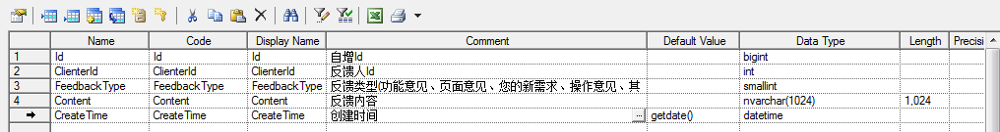 Name Code Display Name Comment Default Value Data Type Length Precisi
1 Id Id Id 自增Id bigint
2 ClienterId ClienterId ClienterId 反馈人Id int
3 FeedbackType FeedbackType FeedbackType 反馈类型(功能意见、页面意见、您的新需求、操作意见、其 smallint
4 Content Content Content 反馈内容 nvarchar(1024) 1,024
CreateTime CreateTime CreateTime 创建时间 ... getdate() datetime